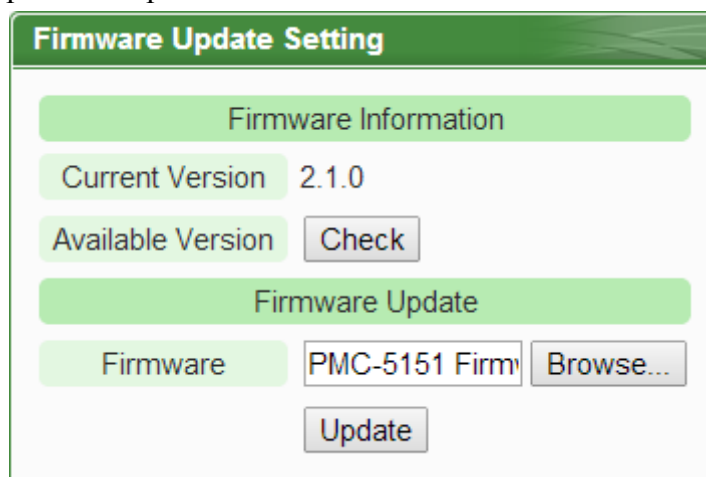 Firmware Update Setting
Firmware Information
Current Version 2.1.0
Available Version Check
Firmware Update
Firmware PMC-5151 Firm Browse...
Update